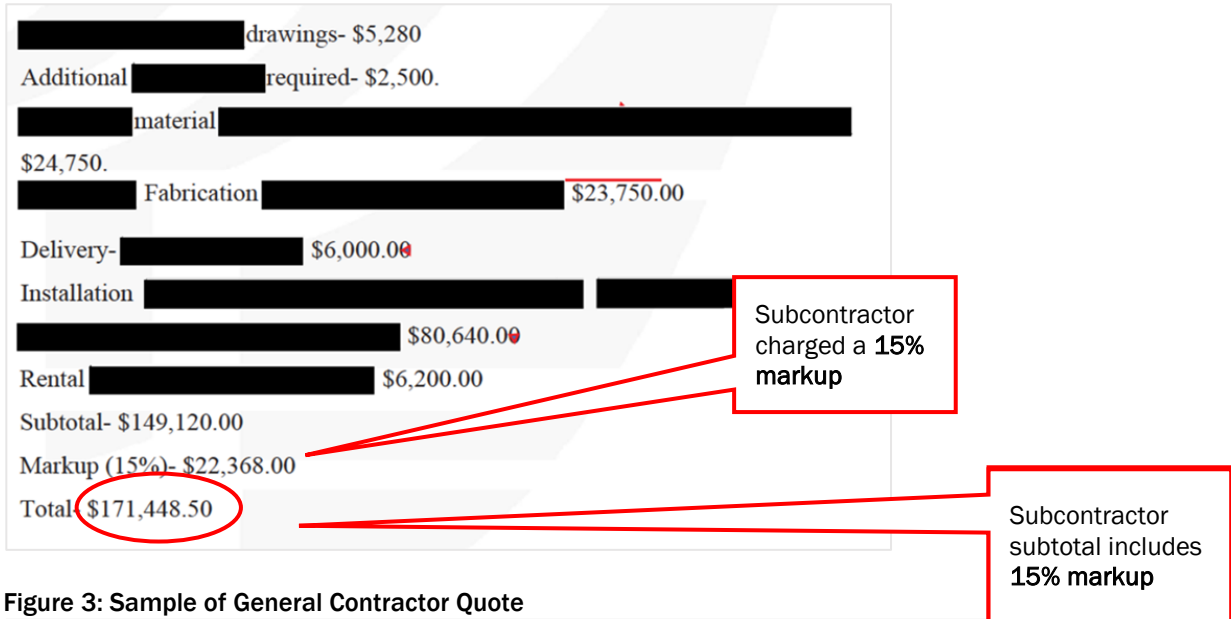 drawings- $5,280
Additional required- $2,500.
material
$24,750.
Fabrication $23,750.00
Delivery- $6,000.00
Installation
$80,640.00
Rental $6,200.00
Subtotal- $149,120.00
Markup (15%)- $22,368.00
Total- $171,448.50
Subcontractor
charged a 15%
markup
Subcontractor
subtotal includes
15% markup
Figure 3: Sample of General Contractor Quote